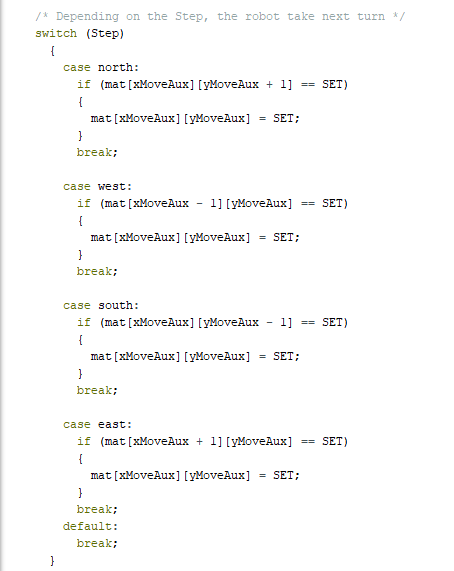 /* Depending on the Step, the robot take next turn */
switch (Step)
{
case north:
if (mat[xMoveAux][yMoveAux + 1] == SET)
{
mat[xMoveAux][yMoveAux] = SET;
}
break;
case west:
if (mat[xMoveAux - 1][yMoveAux] == SET)
{
mat[xMoveAux][yMoveAux] = SET;
}
break;
case south:
if (mat[xMoveAux][yMoveAux - 1] == SET)
{
mat[xMoveAux][yMoveAux] = SET;
}
break;
case east:
if (mat[xMoveAux + 1][yMoveAux] == SET)
{
mat[xMoveAux][yMoveAux] = SET;
}
break;
default:
break;
}